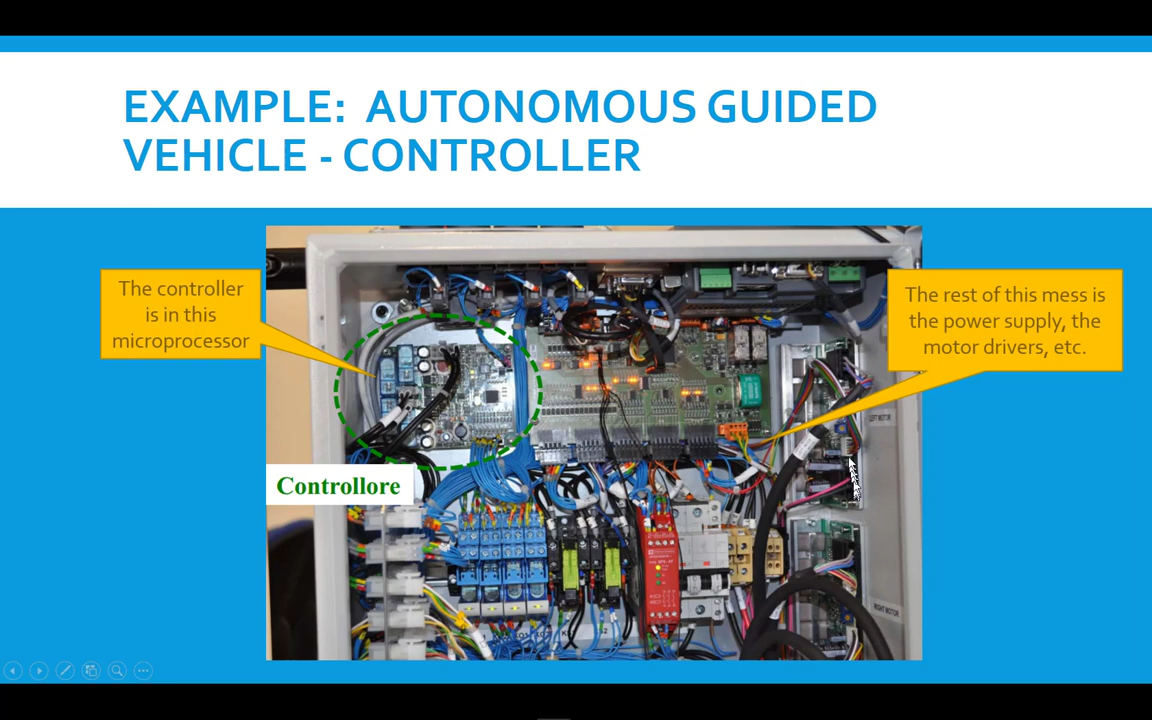 EXAMPLE: AUTONOMOUS GUIDED
VEHICLE - CONTROLLER
The controller
is in this
microprocessor
The rest of this mess is
the power supply, the
motor drivers, etc.
Controllore
LEFT MOTOR
RIGHT MOTOR